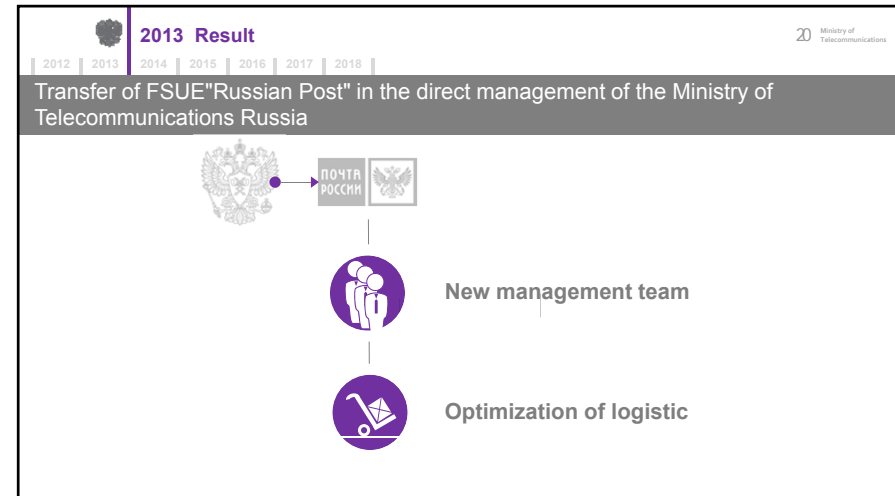 2013 Result
20 Ministry of
Telecommunications
2012 2013 2014 2015 2016 2017 2018
Transfer of FSUE"Russian Post" in the direct management of the Ministry of
Telecommunications Russia
ПОЧТА
РОССИИ
New management team
Optimization of logistic